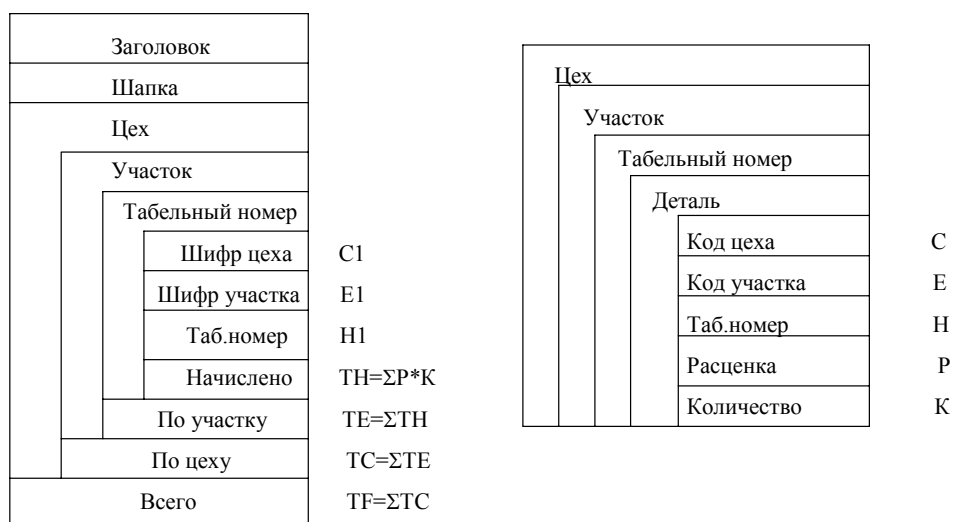 Заголовок
Шапка
Цех
Участок
Табельный номер
Шифр цеха C1
Шифр участка E1
Таб.номер H1
Начислено TH=ΣP*К
По участку TE=ΣTH
По цеху TC=ΣTE
Всего TF=ΣTC
Цех
Участок
Табельный номер
Деталь
Код цеха С
Код участка Е
Таб.номер Н
Расценка Р
Количество К